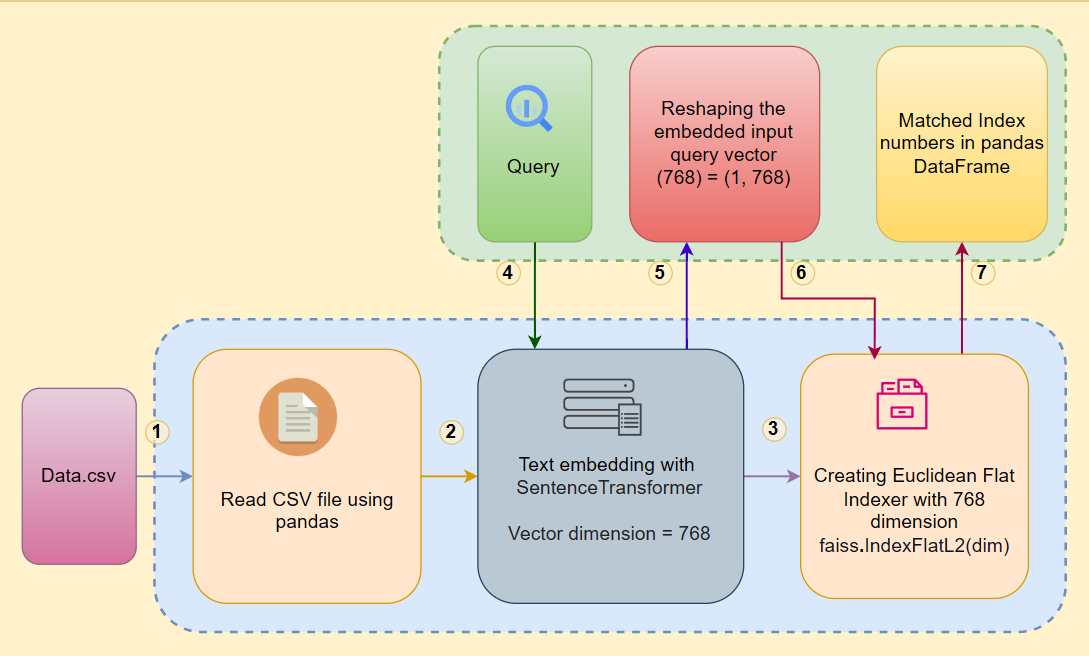 Query
Reshaping the
embedded input
query vector
(768) = (1, 768)
Matched Index
numbers in pandas
DataFrame
4
5
6
7
Data.csv
1
Read CSV file using
pandas
2
Text embedding with
SentenceTransformer
Vector dimension = 768
3
Creating Euclidean Flat
Indexer with 768
dimension
faiss.IndexFlatL2(dim)